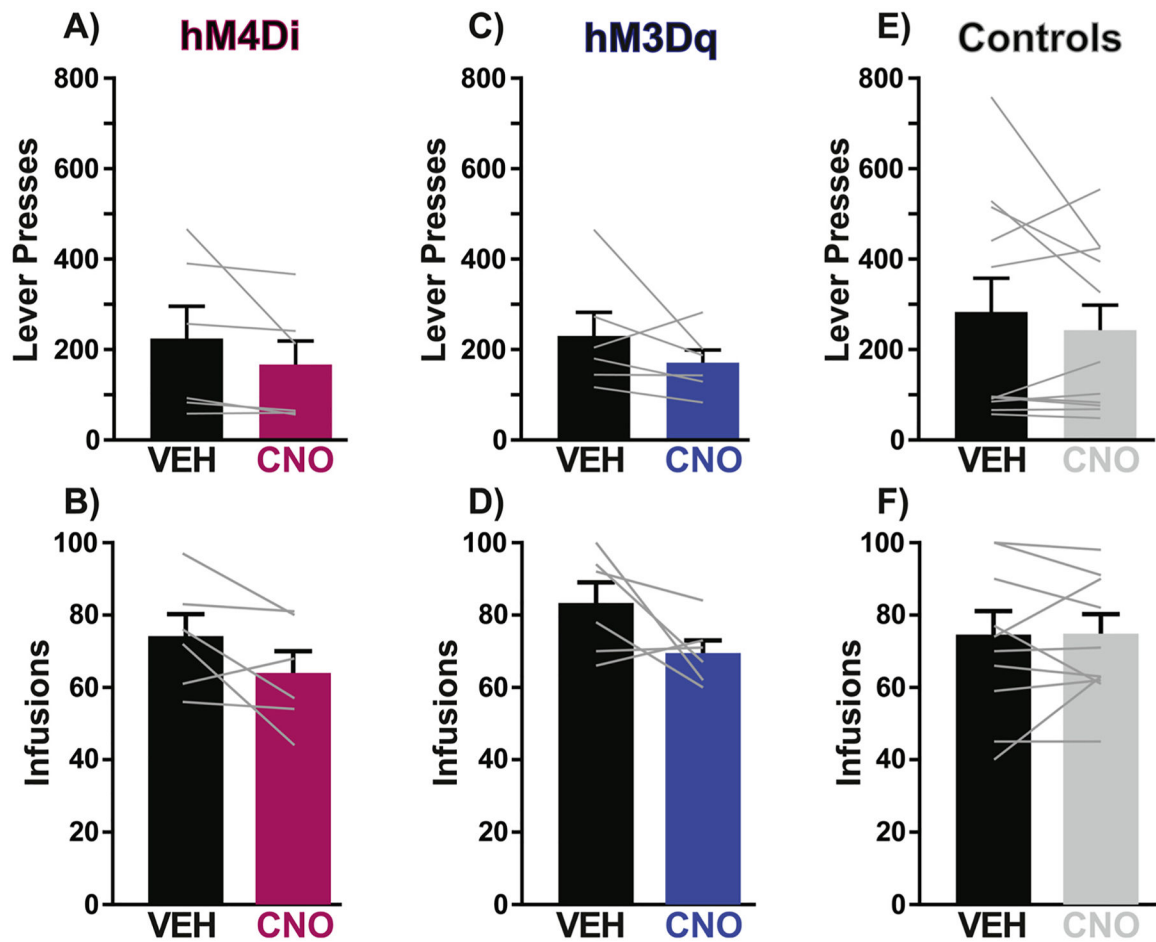 A)
hM4Di
Lever Presses
800
600
400
200
0
VEH
CNO
C)
hM3Dq
Lever Presses
800
600
400
200
0
VEH
CNO
E)
Controls
Lever Presses
800
600
400
200
0
VEH
CNO
B)
Infusions
100
80
60
40
20
0
VEH
CNO
D)
Infusions
100
80
60
40
20
0
VEH
CNO
F)
Infusions
100
80
60
40
20
0
VEH
CNO